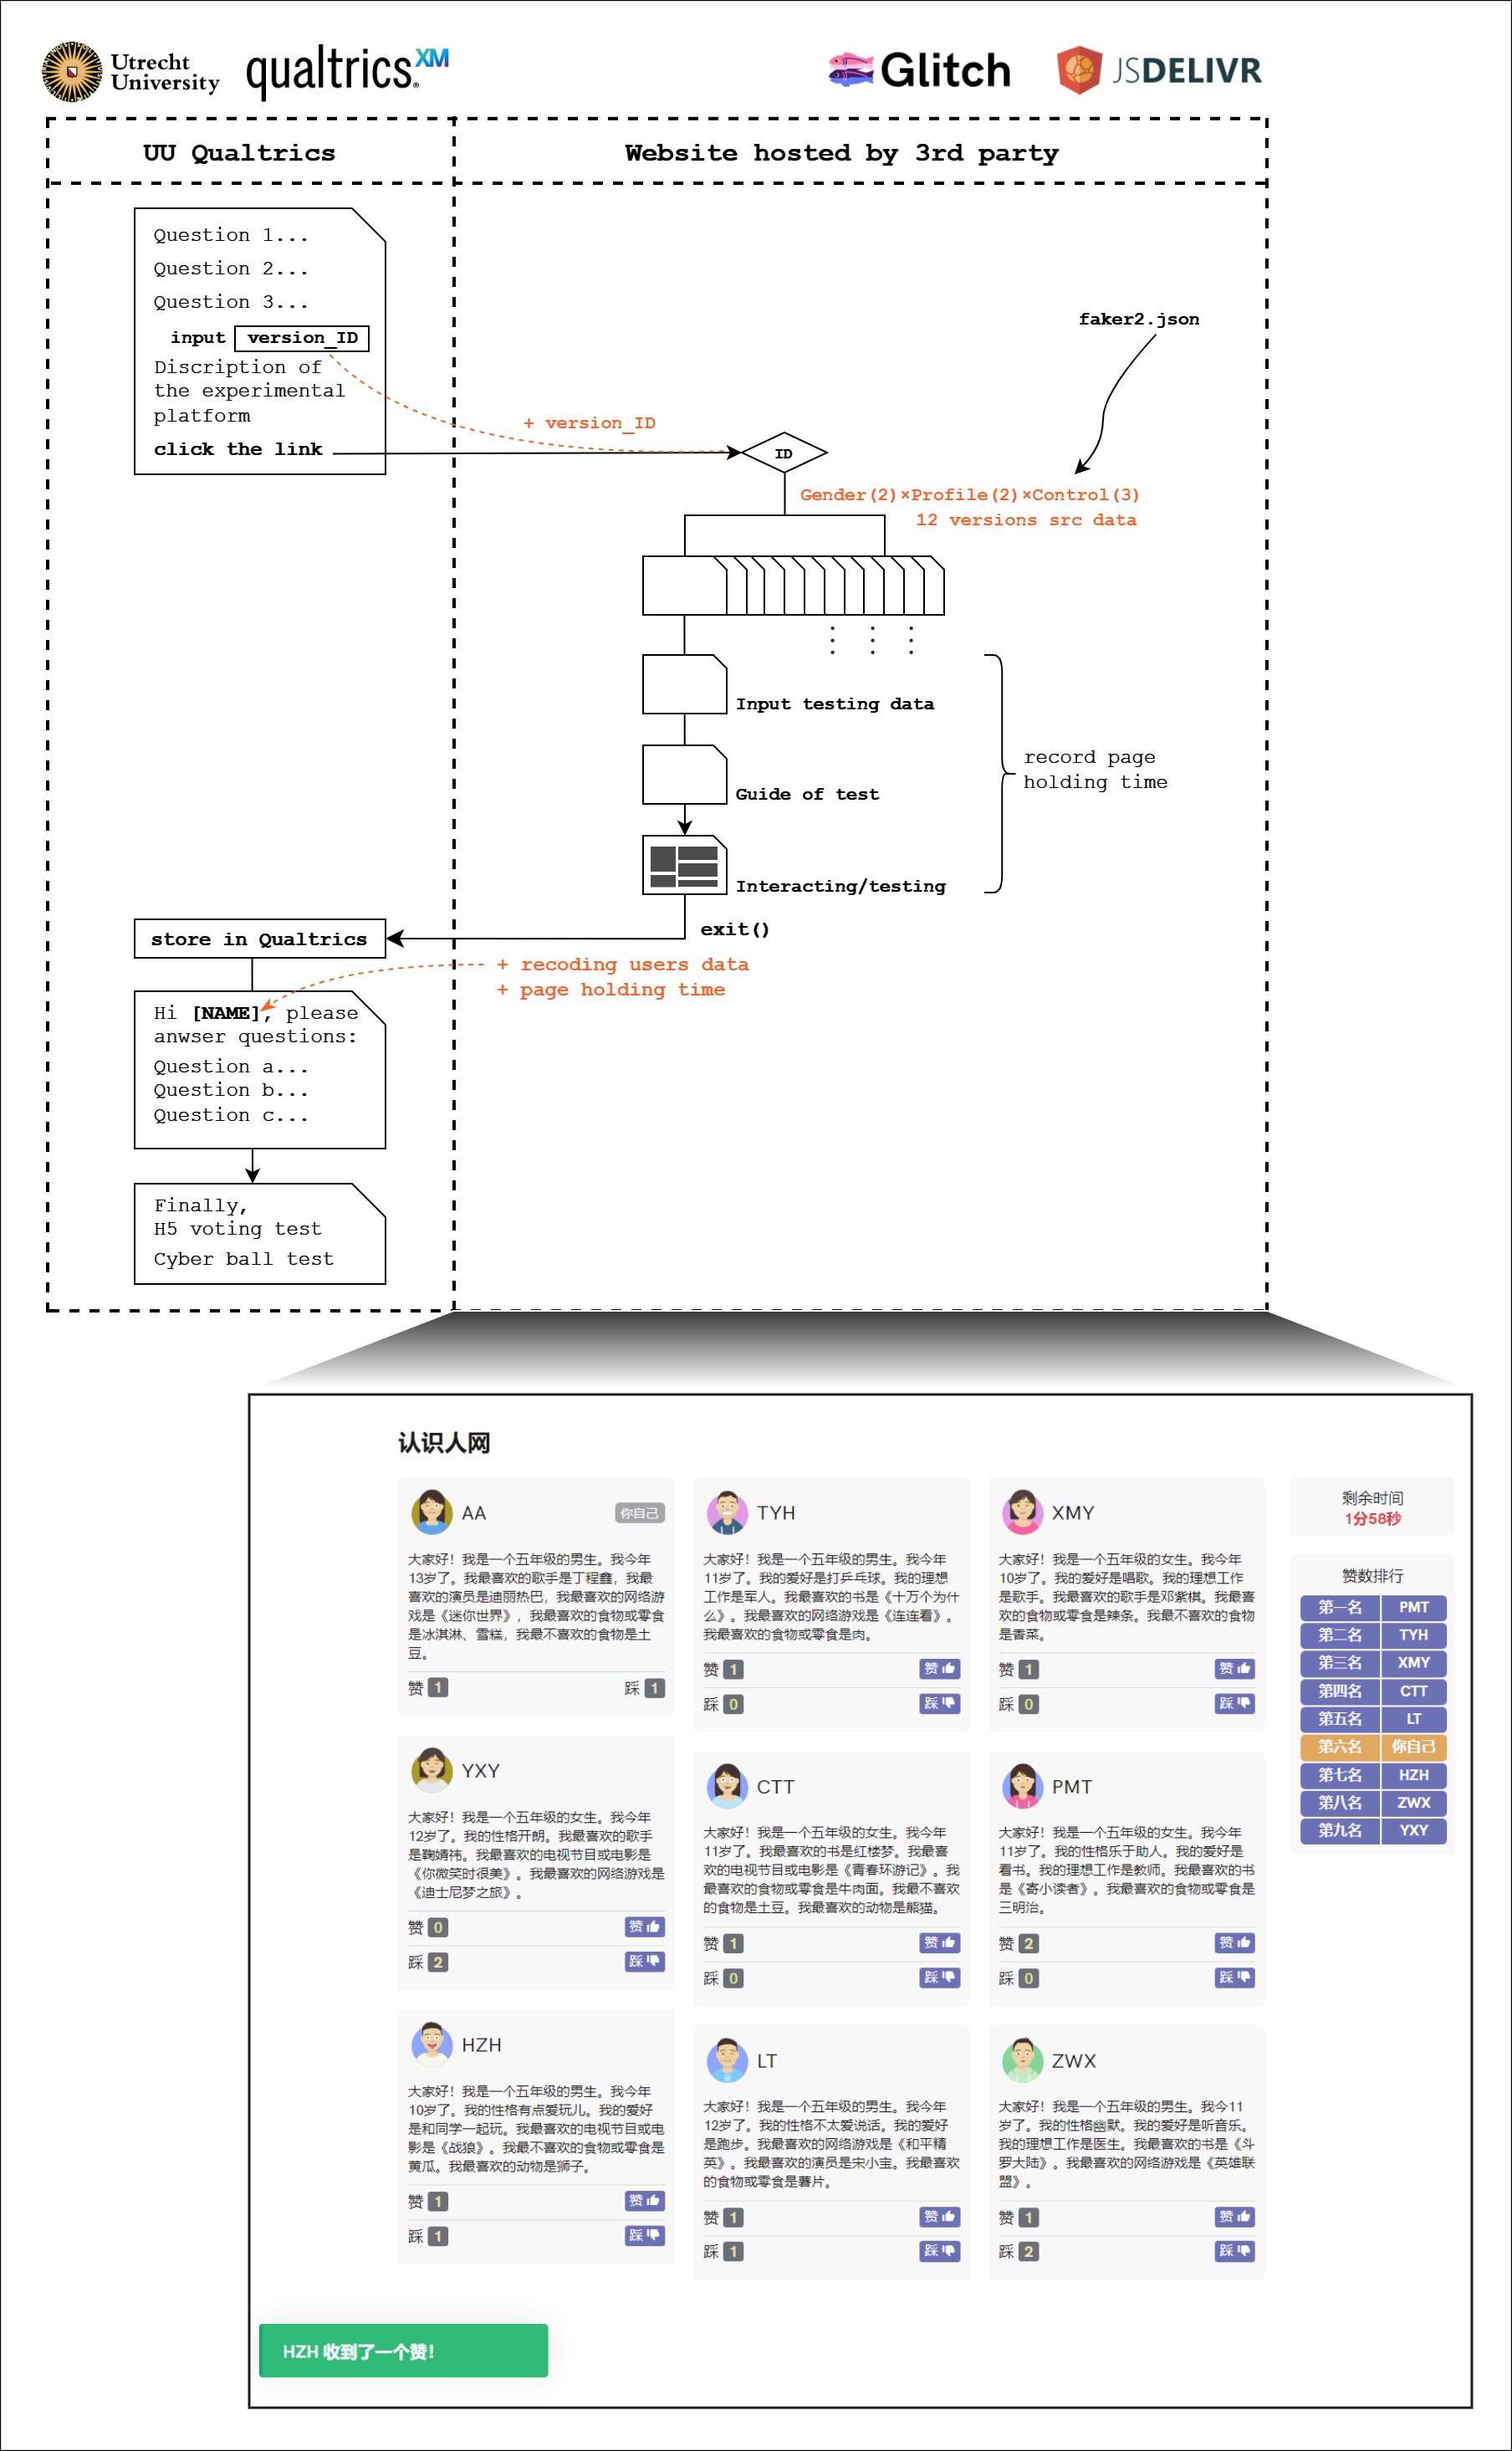 Utrecht
University
qualtrics.XM
Glitch
JSDELIVR
UU Qualtrics
Website hosted by 3rd party
Question 1...
Question 2...
Question 3...
input version_ID
Discription of
the experimental
platform
click the link
+ version_ID
ID
faker2.json
Gender(2)×Profile(2)×Control(3)
12 versions src data
Input testing data
Guide of test
Interacting/testing
record page
holding time
exit()
store in Qualtrics
+ recoding users data
+ page holding time
Hi [NAME], please
anwser questions:
Question a...
Question b...
Question c...
Finally,
H5 voting test
Cyber ball test
认识人网
AA 你自己
大家好！我是一个五年级的男生。我今年
13岁了。我最喜欢的歌手是丁程鑫，我最
喜欢的演员是迪丽热巴，我最喜欢的网络游
戏是《迷你世界》，我最喜欢的食物或零食
是冰淇淋、雪糕，我最不喜欢的食物是土
豆。
赞 1 踩 1
TYH
大家好！我是一个五年级的男生。我今年
11岁了。我的爱好是打乒乓球。我的理想
工作是军人。我最喜欢的书是《十万个为什
么》。我最喜欢的网络游戏是《连连看》。
我最喜欢的食物或零食是肉。
赞 1 赞
踩 0 踩
XMY
大家好！我是一个五年级的女生。我今年
10岁了。我的爱好是唱歌。我的理想工作
是歌手。我最喜欢的歌手是邓紫棋。我最喜
欢的食物或零食是辣条。我最不喜欢的食物
是香菜。
赞 1 赞
踩 0 踩
YXY
大家好！我是一个五年级的女生。我今年
12岁了。我的性格开朗。我最喜欢的歌手
是鞠婧祎。我最喜欢的电视节目或电影是
《你微笑时很美》。我最喜欢的网络游戏是
《迪士尼梦之旅》。
赞 0 赞
踩 2 踩
CTT
大家好！我是一个五年级的女生。我今年
11岁了。我最喜欢的书是红楼梦。我最喜
欢的电视节目或电影是《青春环游记》。我
最喜欢的食物或零食是牛肉面。我最不喜欢
的食物是土豆。我最喜欢的动物是熊猫。
赞 1 赞
踩 0 踩
PMT
大家好！我是一个五年级的女生。我今年
11岁了。我的性格乐于助人。我的爱好是
看书。我的理想工作是教师。我最喜欢的书
是《寄小读者》。我最喜欢的食物或零食是
三明治。
赞 2 赞
踩 0 踩
HZH
大家好！我是一个五年级的男生。我今年
10岁了。我的性格有点爱玩儿。我的爱好
是和同学一起玩。我最喜欢的电视节目或电
影是《战狼》。我最不喜欢的食物或零食是
黄瓜。我最喜欢的动物是狮子。
赞 1 赞
踩 1 踩
LT
大家好！我是一个五年级的男生。我今年
12岁了。我的性格不太爱说话。我的爱好
是跑步。我最喜欢的网络游戏是《和平精
英》。我最喜欢的演员是宋小宝。我最喜欢
的食物或零食是薯片。
赞 1 赞
踩 1 踩
ZWX
大家好！我是一个五年级的男生。我今11
岁了。我的性格幽默。我的爱好是听音乐。
我的理想工作是医生。我最喜欢的书是《斗
罗大陆》。我最喜欢的网络游戏是《英雄联
盟》。
赞 1 赞
踩 2 踩
剩余时间
1分58秒
赞数排行
第一名 PMT
第二名 TYH
第三名 XMY
第四名 CTT
第五名 LT
第六名 你自己
第七名 HZH
第八名 ZWX
第九名 YXY
HZH 收到了一个赞！